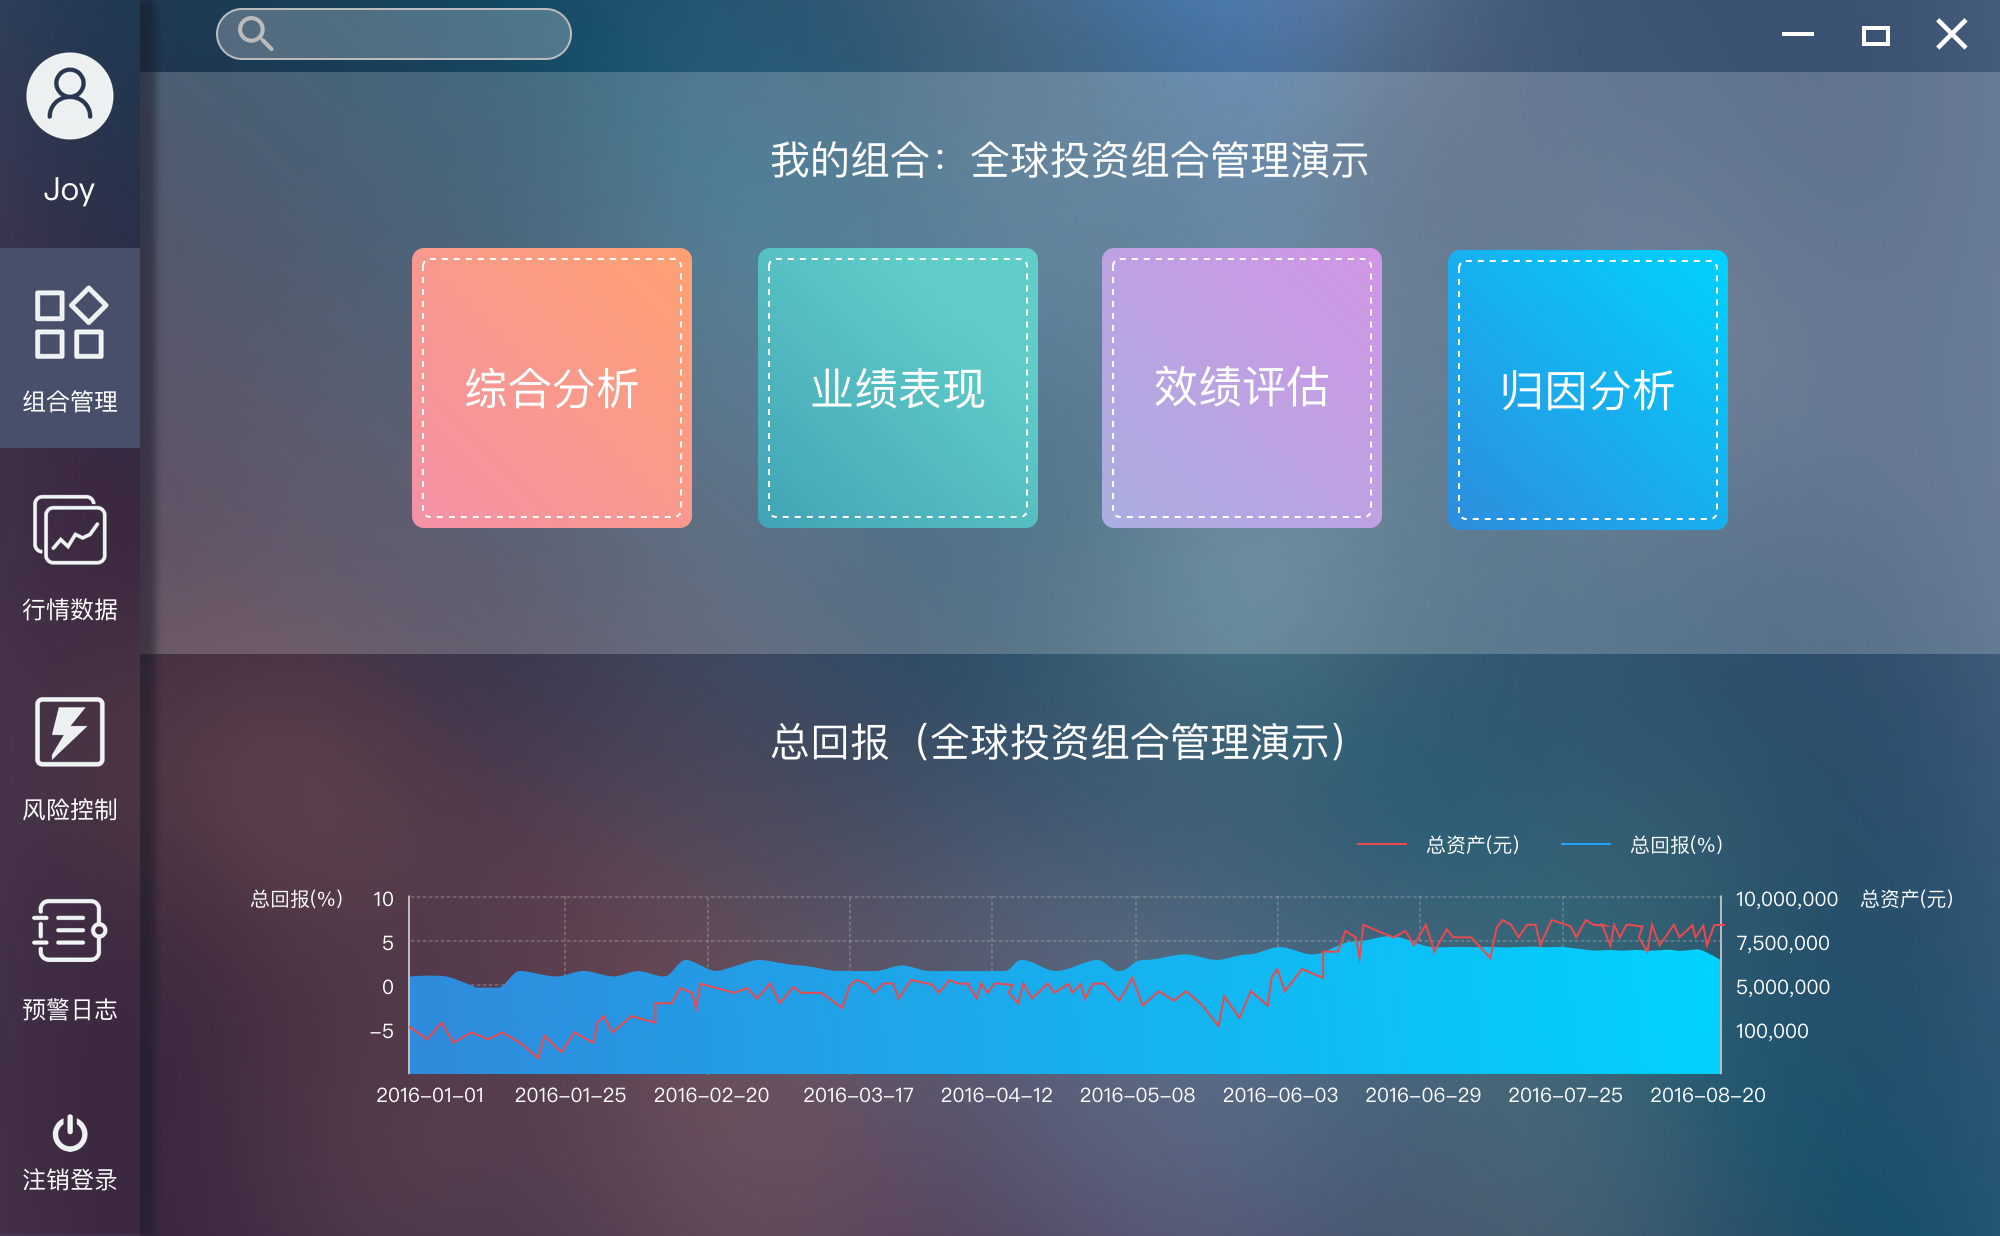 Joy
组合管理
行情数据
风险控制
预警日志
注销登录
我的组合：全球投资组合管理演示
综合分析
业绩表现
效绩评估
归因分析
总回报（全球投资组合管理演示）
总资产(元)
总回报(%)
总回报(%)
10
5
0
–5
10,000,000
7,500,000
5,000,000
100,000
总资产(元)
2016–01–01
2016–01–25
2016–02–20
2016–03–17
2016–04–12
2016–05–08
2016–06–03
2016–06–29
2016–07–25
2016–08–20